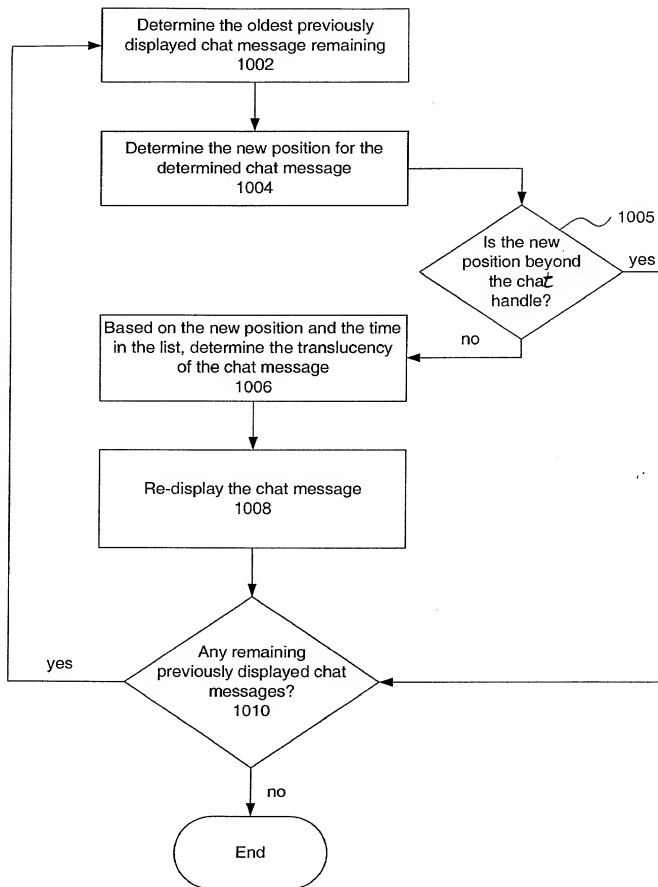 Determine the oldest previously
displayed chat message remaining
1002
Determine the new position for the
determined chat message
1004
1005
Is the new
position beyond
the chat
handle?
yes
no
Based on the new position and the time
in the list, determine the translucency
of the chat message
1006
Re-display the chat message
1008
Any remaining
previously displayed chat
messages?
1010
yes
no
End